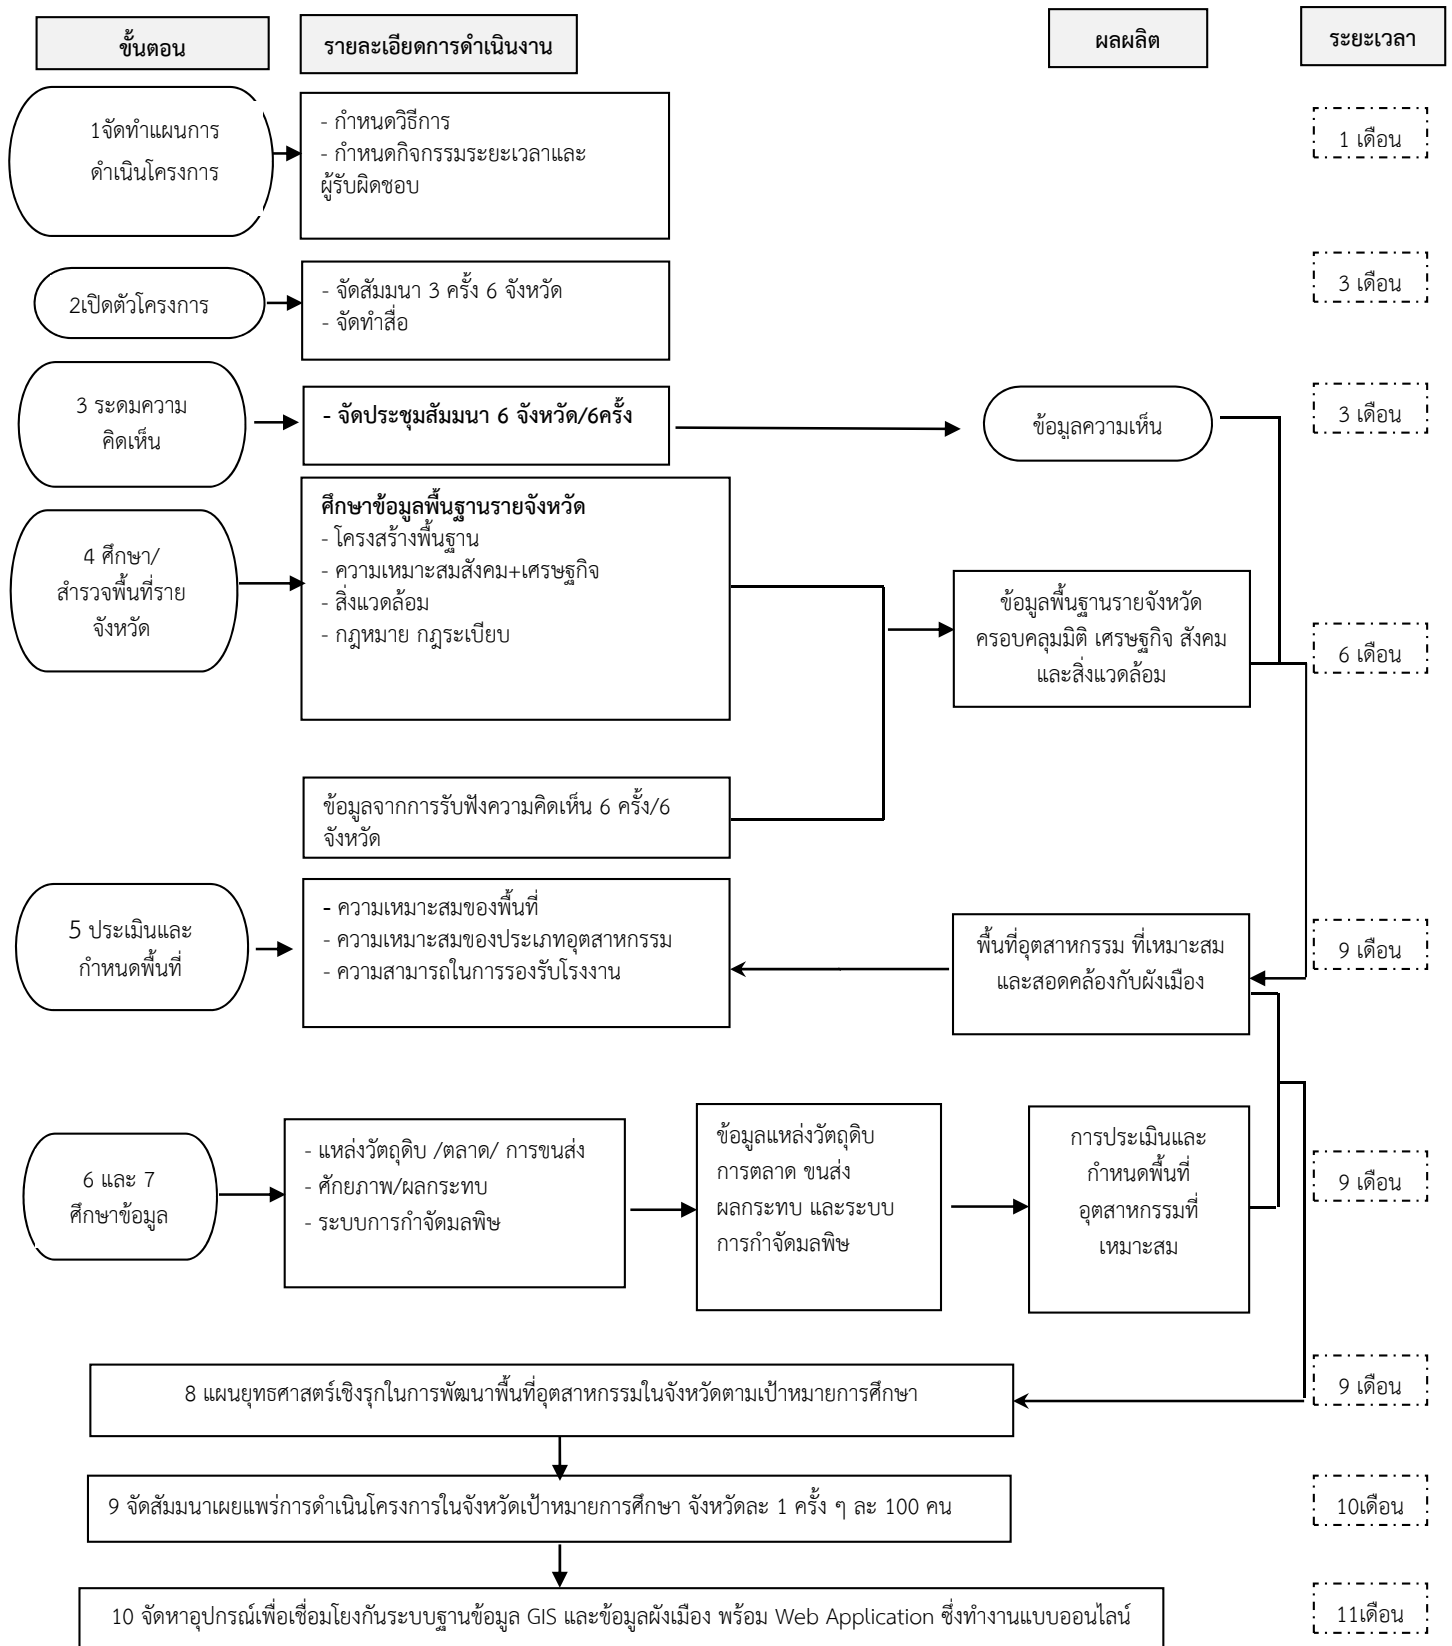 ขั้นตอน
รายละเอียดการดำเนินงาน
ผลผลิต
ระยะเวลา
1จัดทำแผนการ
ดำเนินโครงการ
- กำหนดวิธีการ
- กำหนดกิจกรรมระยะเวลาและ
ผู้รับผิดชอบ
1 เดือน
2เปิดตัวโครงการ
- จัดสัมมนา 3 ครั้ง 6 จังหวัด
- จัดทำสื่อ
3 เดือน
3 ระดมความ
คิดเห็น
- จัดประชุมสัมมนา 6 จังหวัด/6ครั้ง
ข้อมูลความเห็น
3 เดือน
4 ศึกษา/
สำรวจพื้นที่ราย
จังหวัด
ศึกษาข้อมูลพื้นฐานรายจังหวัด
- โครงสร้างพื้นฐาน
- ความเหมาะสมสังคม+เศรษฐกิจ
- สิ่งแวดล้อม
- กฎหมาย กฎระเบียบ
ข้อมูลพื้นฐานรายจังหวัด
ครอบคลุมมิติ เศรษฐกิจ สังคม
และสิ่งแวดล้อม
6 เดือน
ข้อมูลจากการรับฟังความคิดเห็น 6 ครั้ง/6
จังหวัด
5 ประเมินและ
กำหนดพื้นที่
- ความเหมาะสมของพื้นที่
- ความเหมาะสมของประเภทอุตสาหกรรม
- ความสามารถในการรองรับโรงงาน
พื้นที่อุตสาหกรรม ที่เหมาะสม
และสอดคล้องกับผังเมือง
9 เดือน
6 และ 7
ศึกษาข้อมูล
- แหล่งวัตถุดิบ /ตลาด/ การขนส่ง
- ศักยภาพ/ผลกระทบ
- ระบบการกำจัดมลพิษ
ข้อมูลแหล่งวัตถุดิบ
การตลาด ขนส่ง
ผลกระทบ และระบบ
การกำจัดมลพิษ
การประเมินและ
กำหนดพื้นที่
อุตสาหกรรมที่
เหมาะสม
9 เดือน
8 แผนยุทธศาสตร์เชิงรุกในการพัฒนาพื้นที่อุตสาหกรรมในจังหวัดตามเป้าหมายการศึกษา
9 เดือน
9 จัดสัมมนาเผยแพร่การดำเนินโครงการในจังหวัดเป้าหมายการศึกษา จังหวัดละ 1 ครั้ง ๆ ละ 100 คน
10เดือน
10 จัดหาอุปกรณ์เพื่อเชื่อมโยงกันระบบฐานข้อมูล GIS และข้อมูลผังเมือง พร้อม Web Application ซึ่งทำงานแบบออนไลน์
11เดือน